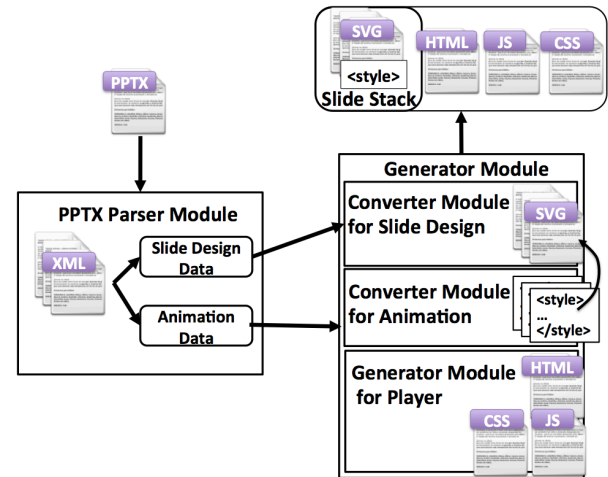 SVG
<style>
Slide Stack
HTML
JS
CSS
PPTX
PPTX Parser Module
XML
Slide Design
Data
Animation
Data
Generator Module
Converter Module
for Slide Design
SVG
Converter Module
for Animation
<style>
...
</style>
Generator Module
for Player
HTML
CSS
JS